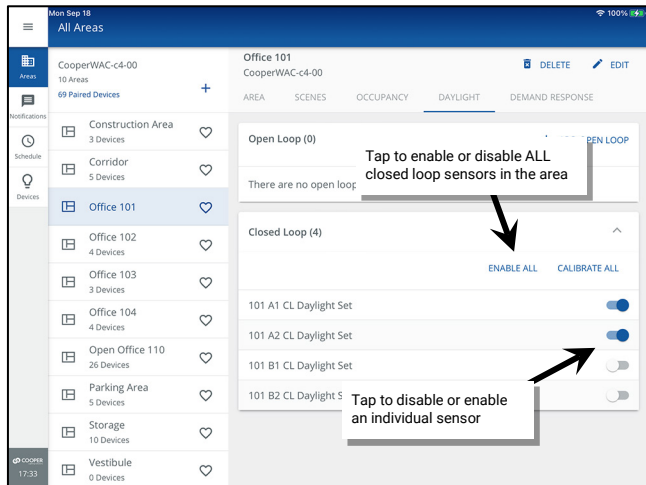 Mon Sep 18
100%
All Areas
Areas
Notifications
Schedule
Devices
COOPER
17:33
CooperWAC-c4-00
10 Areas
69 Paired Devices
+
Construction Area
3 Devices
Corridor
5 Devices
Office 101
Office 102
4 Devices
Office 103
3 Devices
Office 104
4 Devices
Open Office 110
26 Devices
Parking Area
5 Devices
Storage
10 Devices
Vestibule
0 Devices
Office 101
CooperWAC-c4-00
DELETE
EDIT
AREA SCENES OCCUPANCY DAYLIGHT DEMAND RESPONSE
Open Loop (0)
PEN LOOP
There are no open loop
Tap to enable or disable ALL
closed loop sensors in the area
Closed Loop (4)
ENABLE ALL CALIBRATE ALL
101 A1 CL Daylight Set
101 A2 CL Daylight Set
101 B1 CL Daylight Set
101 B2 CL Daylight S
Tap to disable or enable
an individual sensor